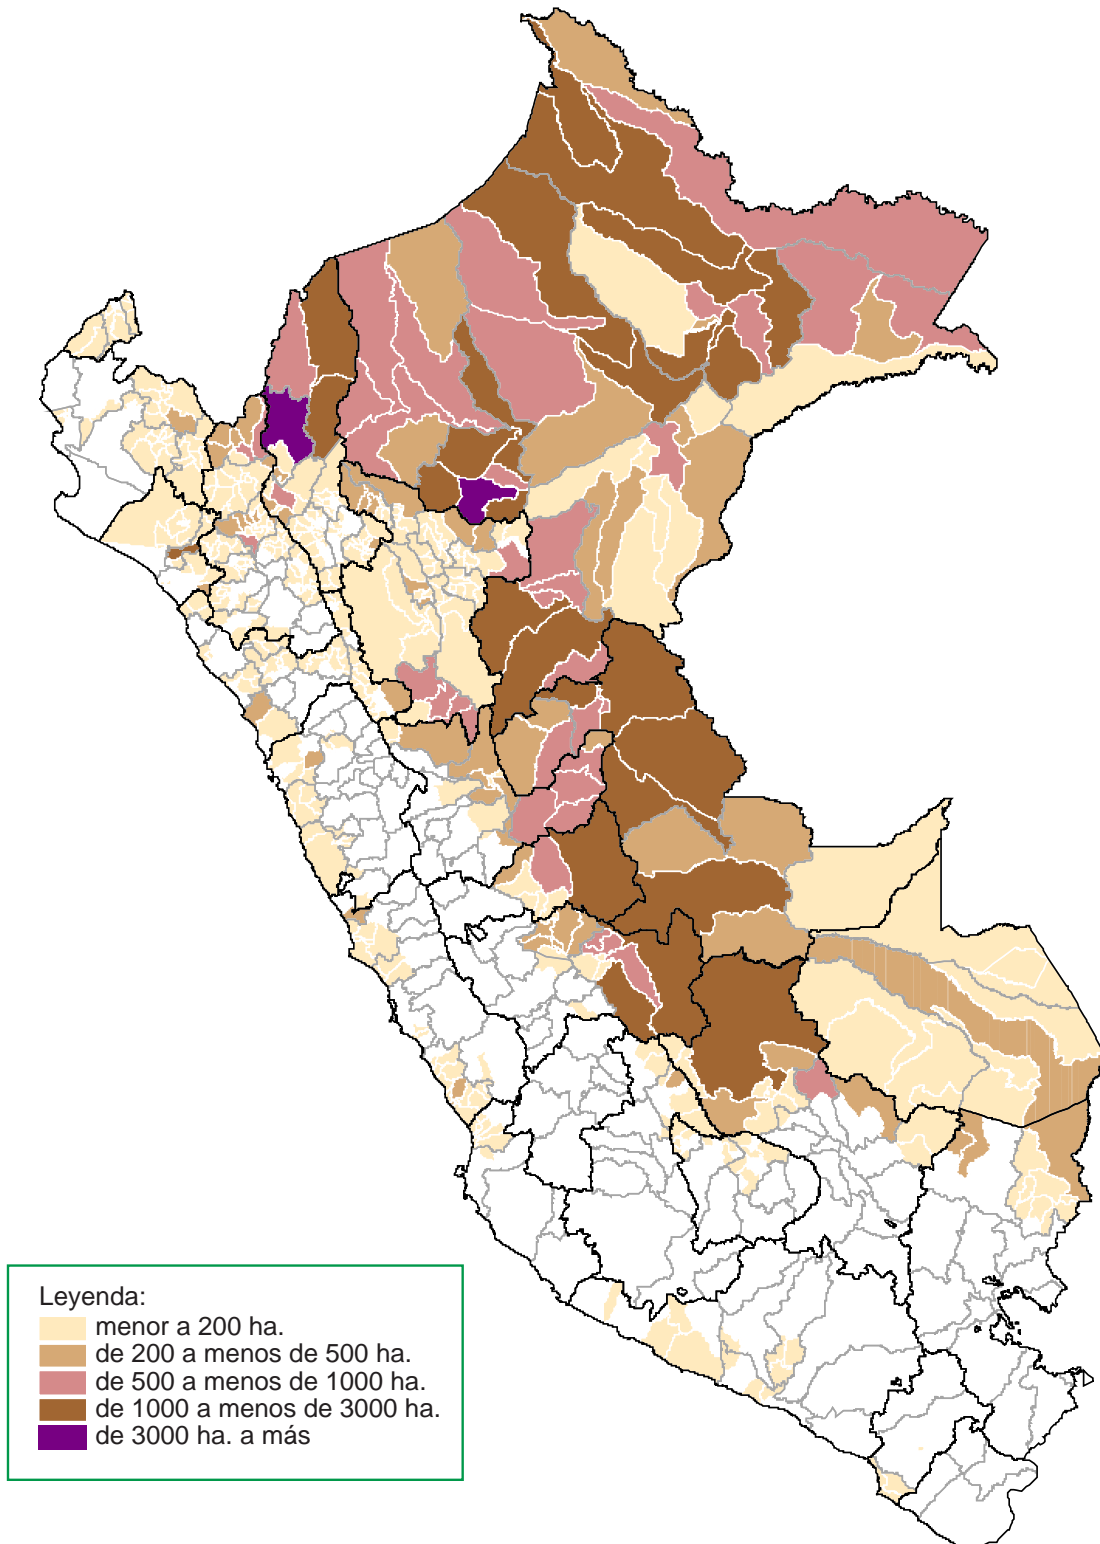 Leyenda:
menor a 200 ha.
de 200 a menos de 500 ha.
de 500 a menos de 1000 ha.
de 1000 a menos de 3000 ha.
de 3000 ha. a más